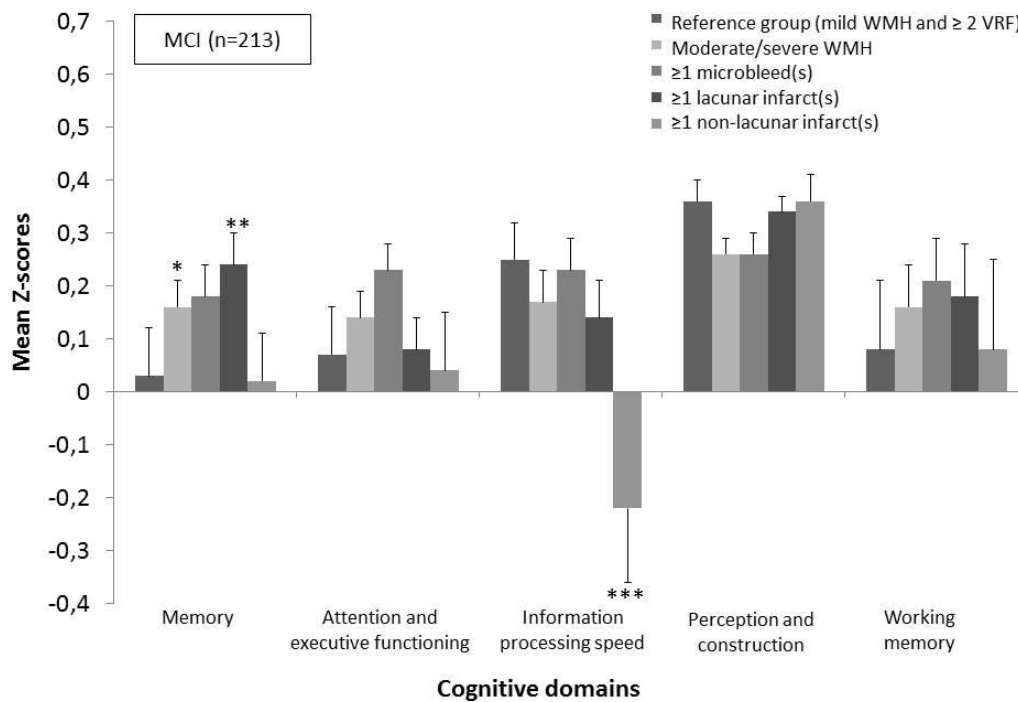 MCI (n=213)
Reference group (mild WMH and ≥ 2 VRF)
Moderate/severe WMH
≥1 microbleed(s)
≥1 lacunar infarct(s)
≥1 non-lacunar infarct(s)
Mean Z-scores
0,7
0,6
0,5
0,4
0,3
0,2
0,1
0
-0,1
-0,2
-0,3
-0,4
*
**
***
Memory
Attention and
executive functioning
Information
processing speed
Perception and
construction
Working
memory
Cognitive domains